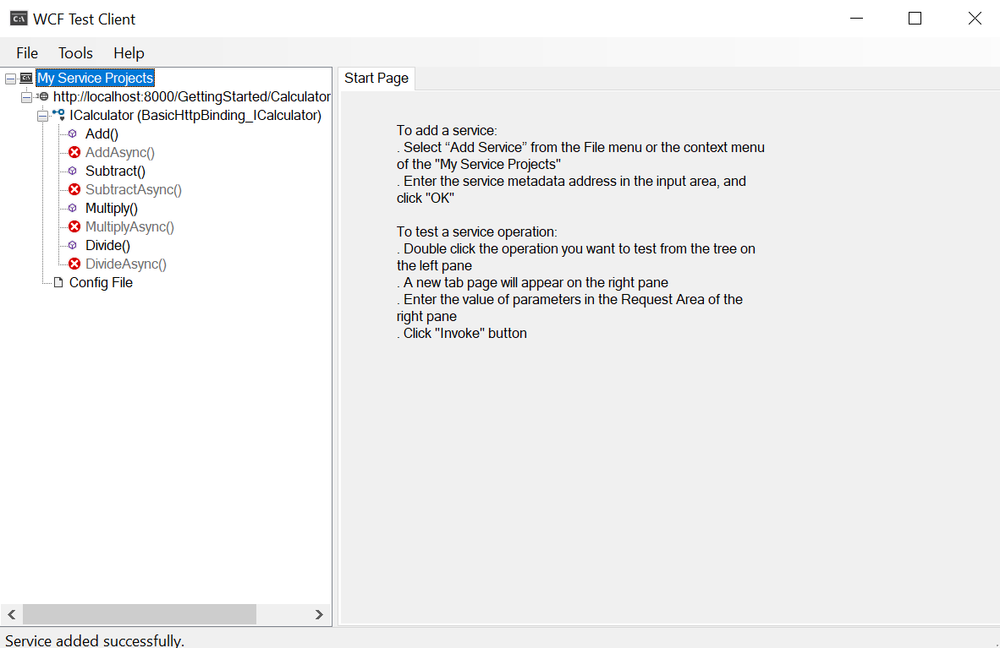 WCF Test Client
File Tools Help
My Service Projects
http://localhost:8000/GettingStarted/Calculator
ICalculator (BasicHttpBinding_ICalculator)
Add()
AddAsync()
Subtract()
SubtractAsync()
Multiply()
MultiplyAsync()
Divide()
DivideAsync()
Config File
Start Page
To add a service:
. Select “Add Service” from the File menu or the context menu
of the "My Service Projects"
. Enter the service metadata address in the input area, and
click "OK"
To test a service operation:
. Double click the operation you want to test from the tree on
the left pane
. A new tab page will appear on the right pane
. Enter the value of parameters in the Request Area of the
right pane
. Click "Invoke" button
Service added successfully.